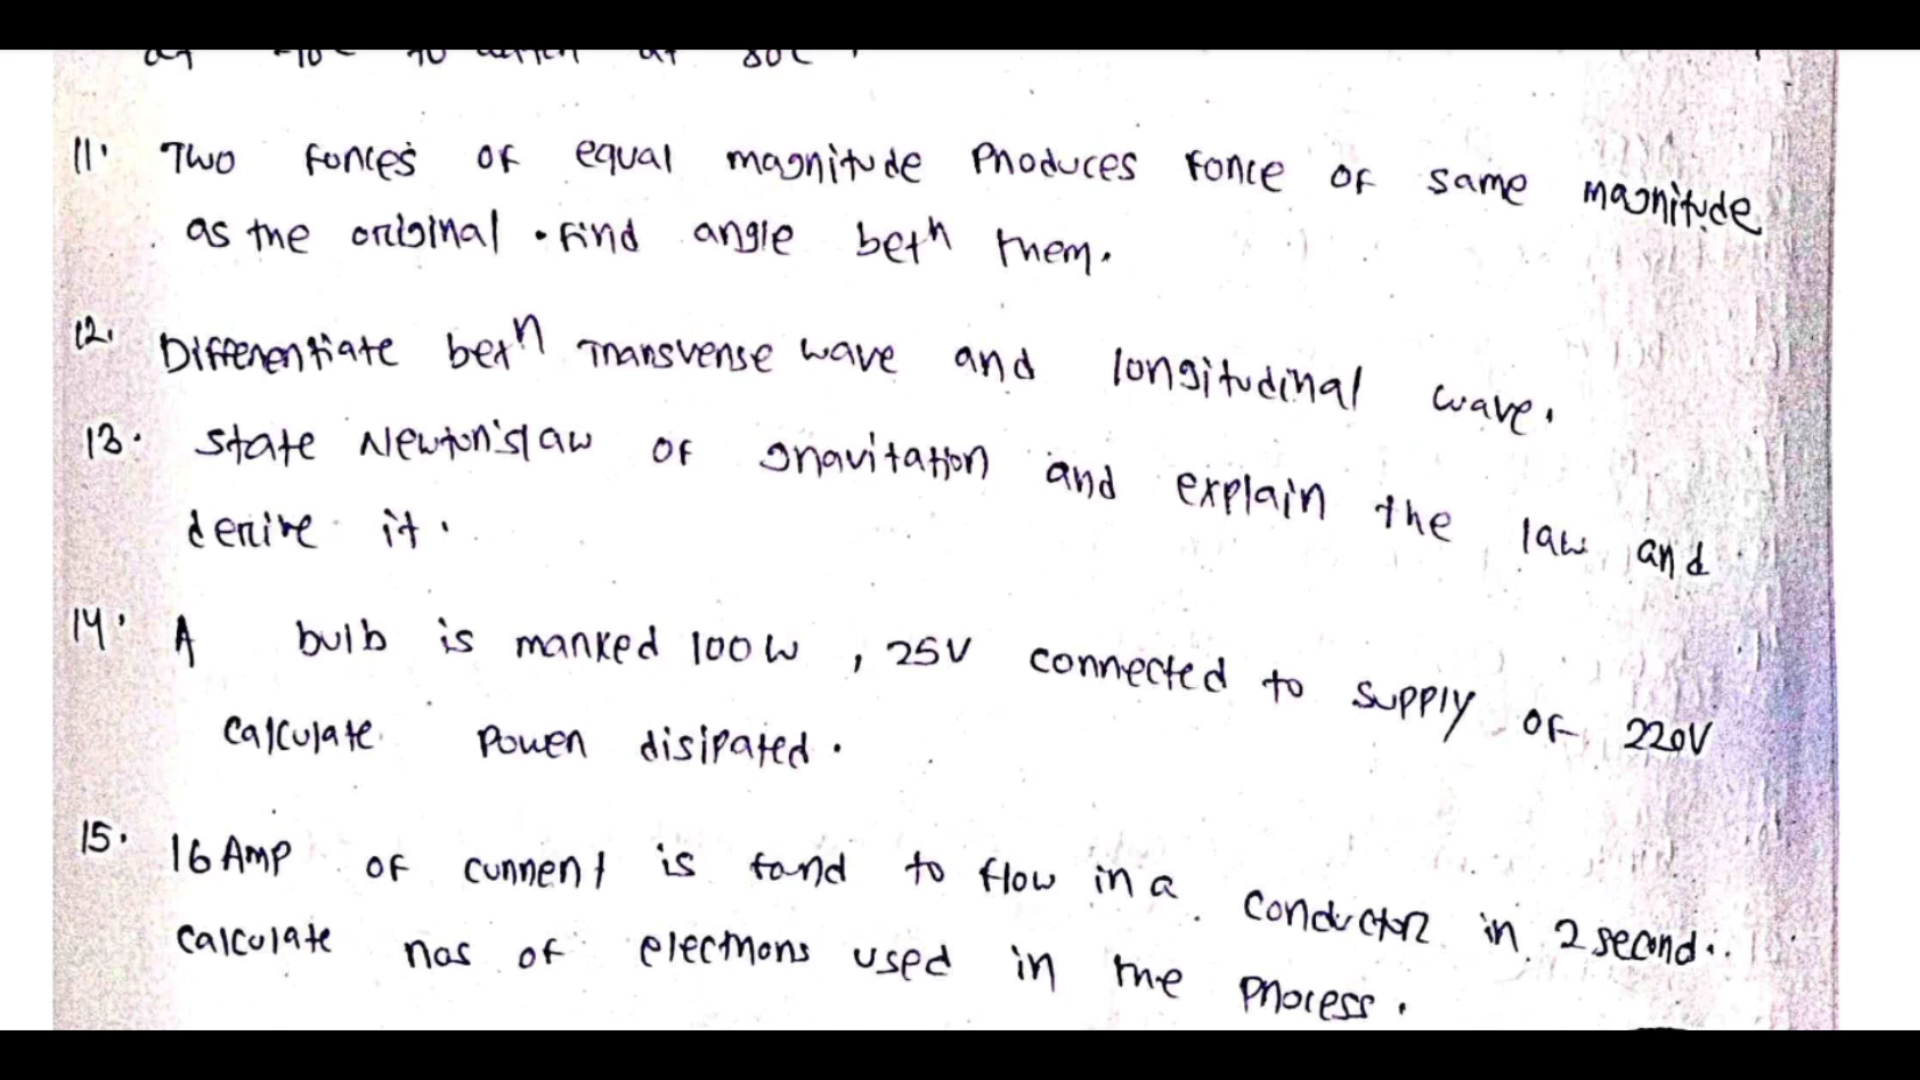 11. Two forces of equal magnitude Produces force of same magnitude
as the original. Find angle betn them.
12. Differentiate betn Transverse wave and longitudinal wave.
13. State Newton's law of gravitation and explain the law and
derive it.
14. A bulb is marked 100W, 25V connected to supply of 220V
calculate Power disipated.
15. 16 Amp of current is fond to flow in a conductor in 2 second.
calculate nos of electrons used in the Process.